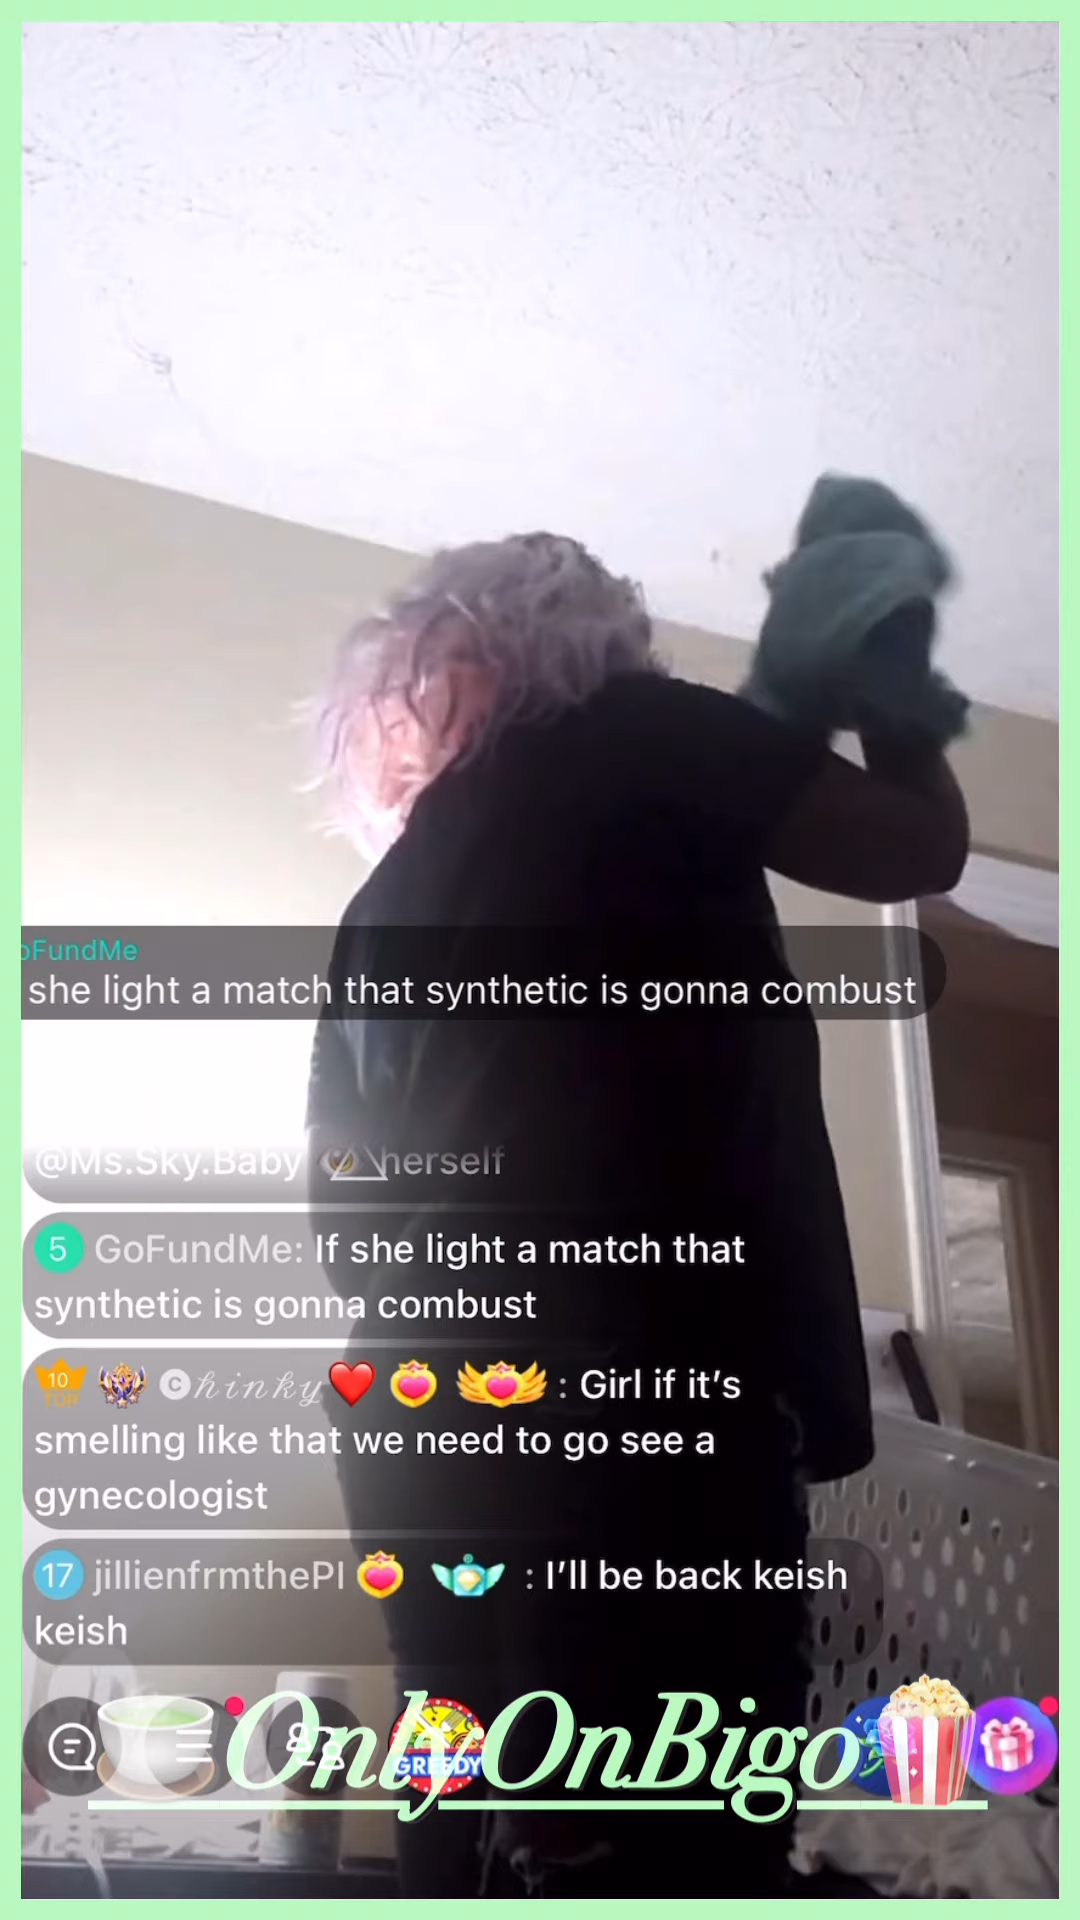 oFundMe
she light a match that synthetic is gonna combust
@Ms.Sky.Baby herself
5 GoFundMe: If she light a match that
synthetic is gonna combust
10 TOP ©𝒽𝒾𝓃𝓀𝓎❤️ : Girl if it’s
smelling like that we need to go see a
gynecologist
17 jillienfrmthePI : I’ll be back keish
keish
GREEDY
OnlyOnBigo